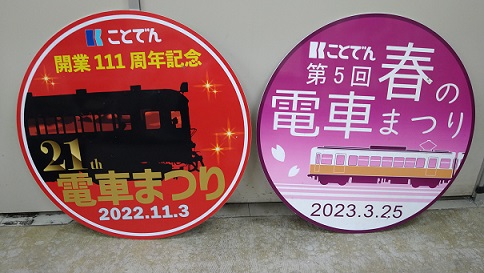 ことでん
開業111周年記念
21th
電車まつり
2022.11.3
ことでん
第5回 春の
電車まつり
2023.3.25